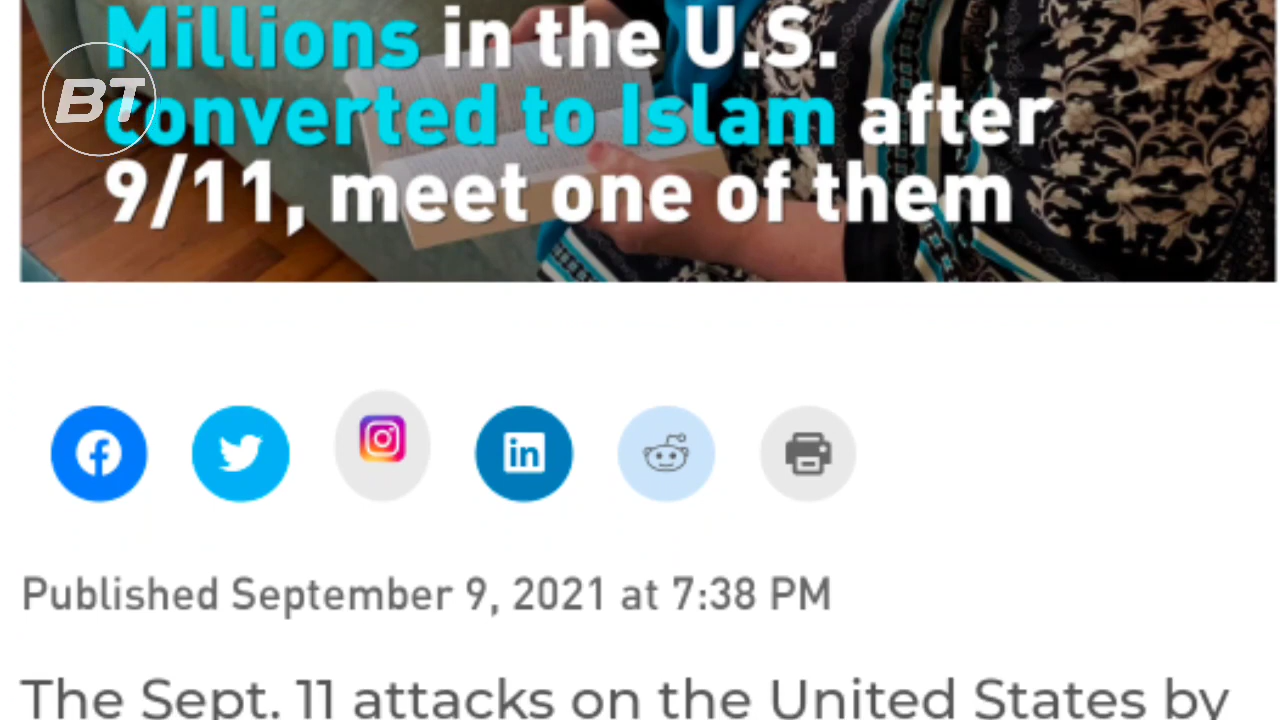 Millions in the U.S.
BT
converted to Islam after
9/11, meet one of them
in
Published September 9, 2021 at 7:38 PM
The Sept. 11 attacks on the United States by